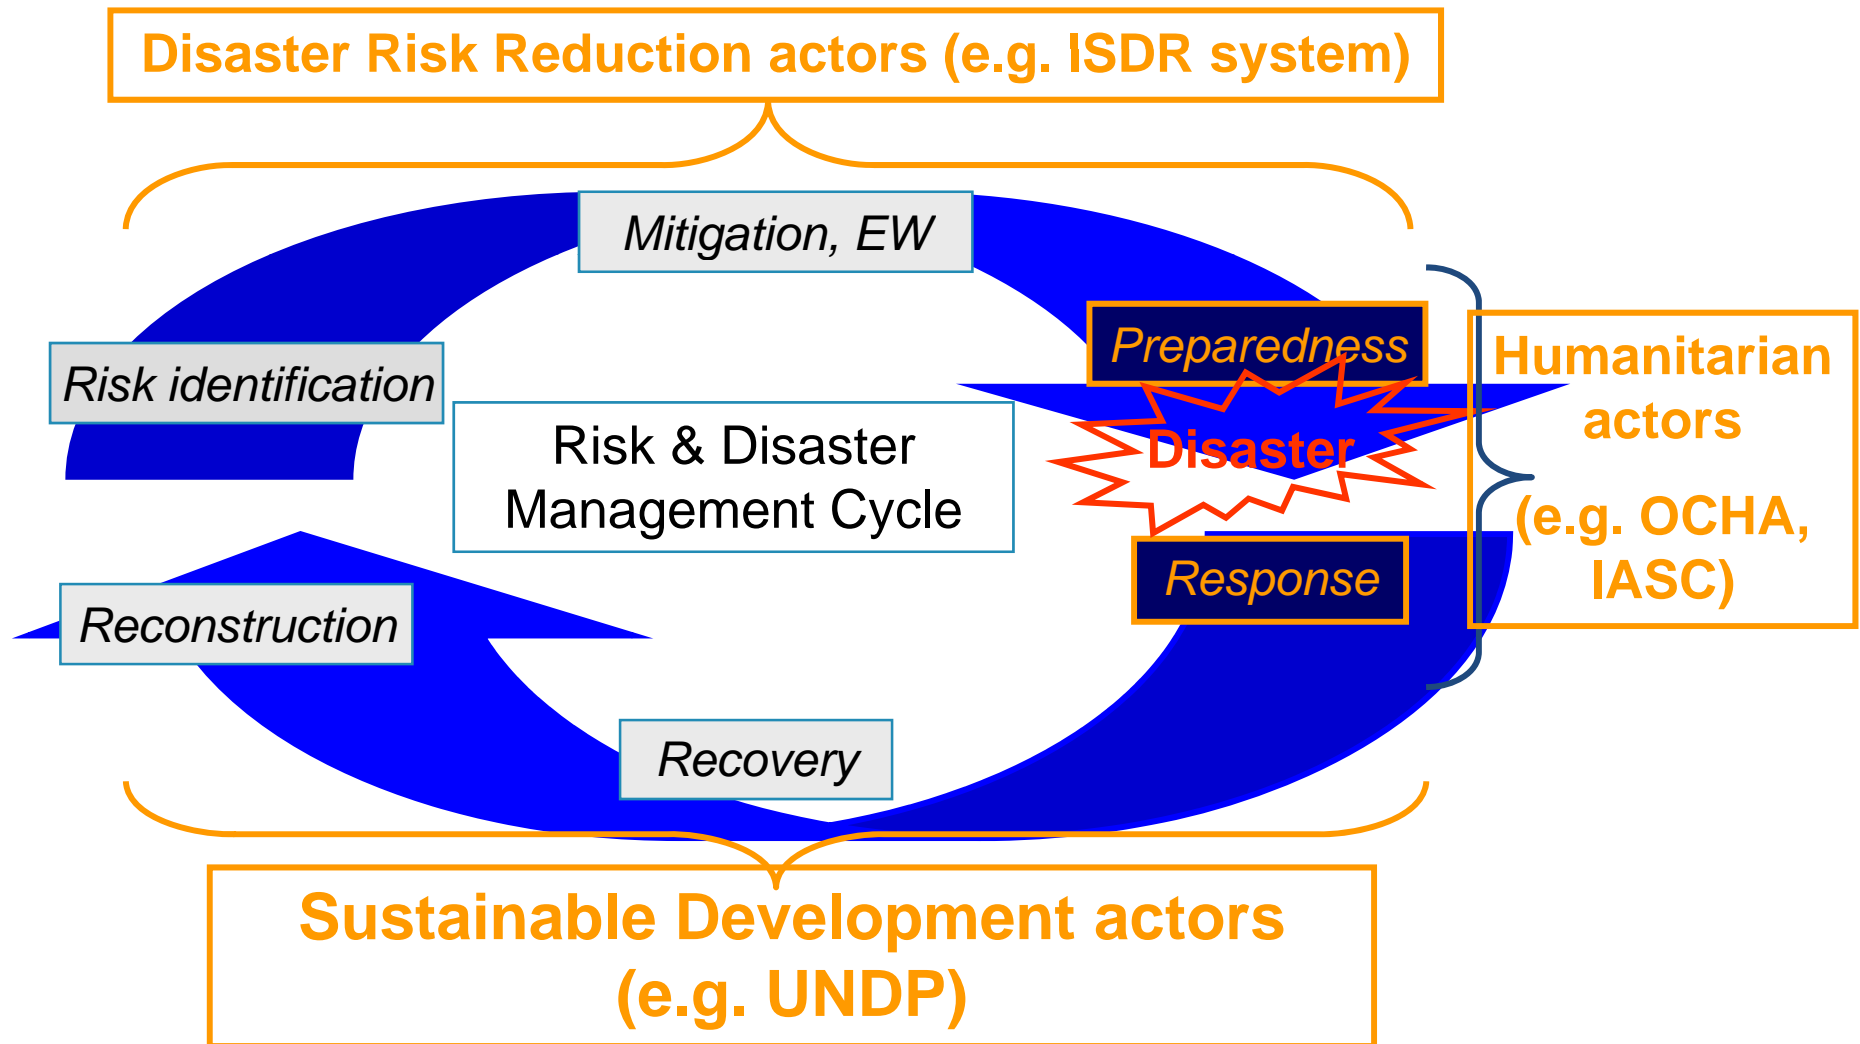 Disaster Risk Reduction actors (e.g. ISDR system)
Mitigation, EW
Preparedness
Risk identification
Humanitarian
actors
(e.g. OCHA,
IASC)
Risk & Disaster
Management Cycle
Disaster
Response
Reconstruction
Recovery
Sustainable Development actors
(e.g. UNDP)